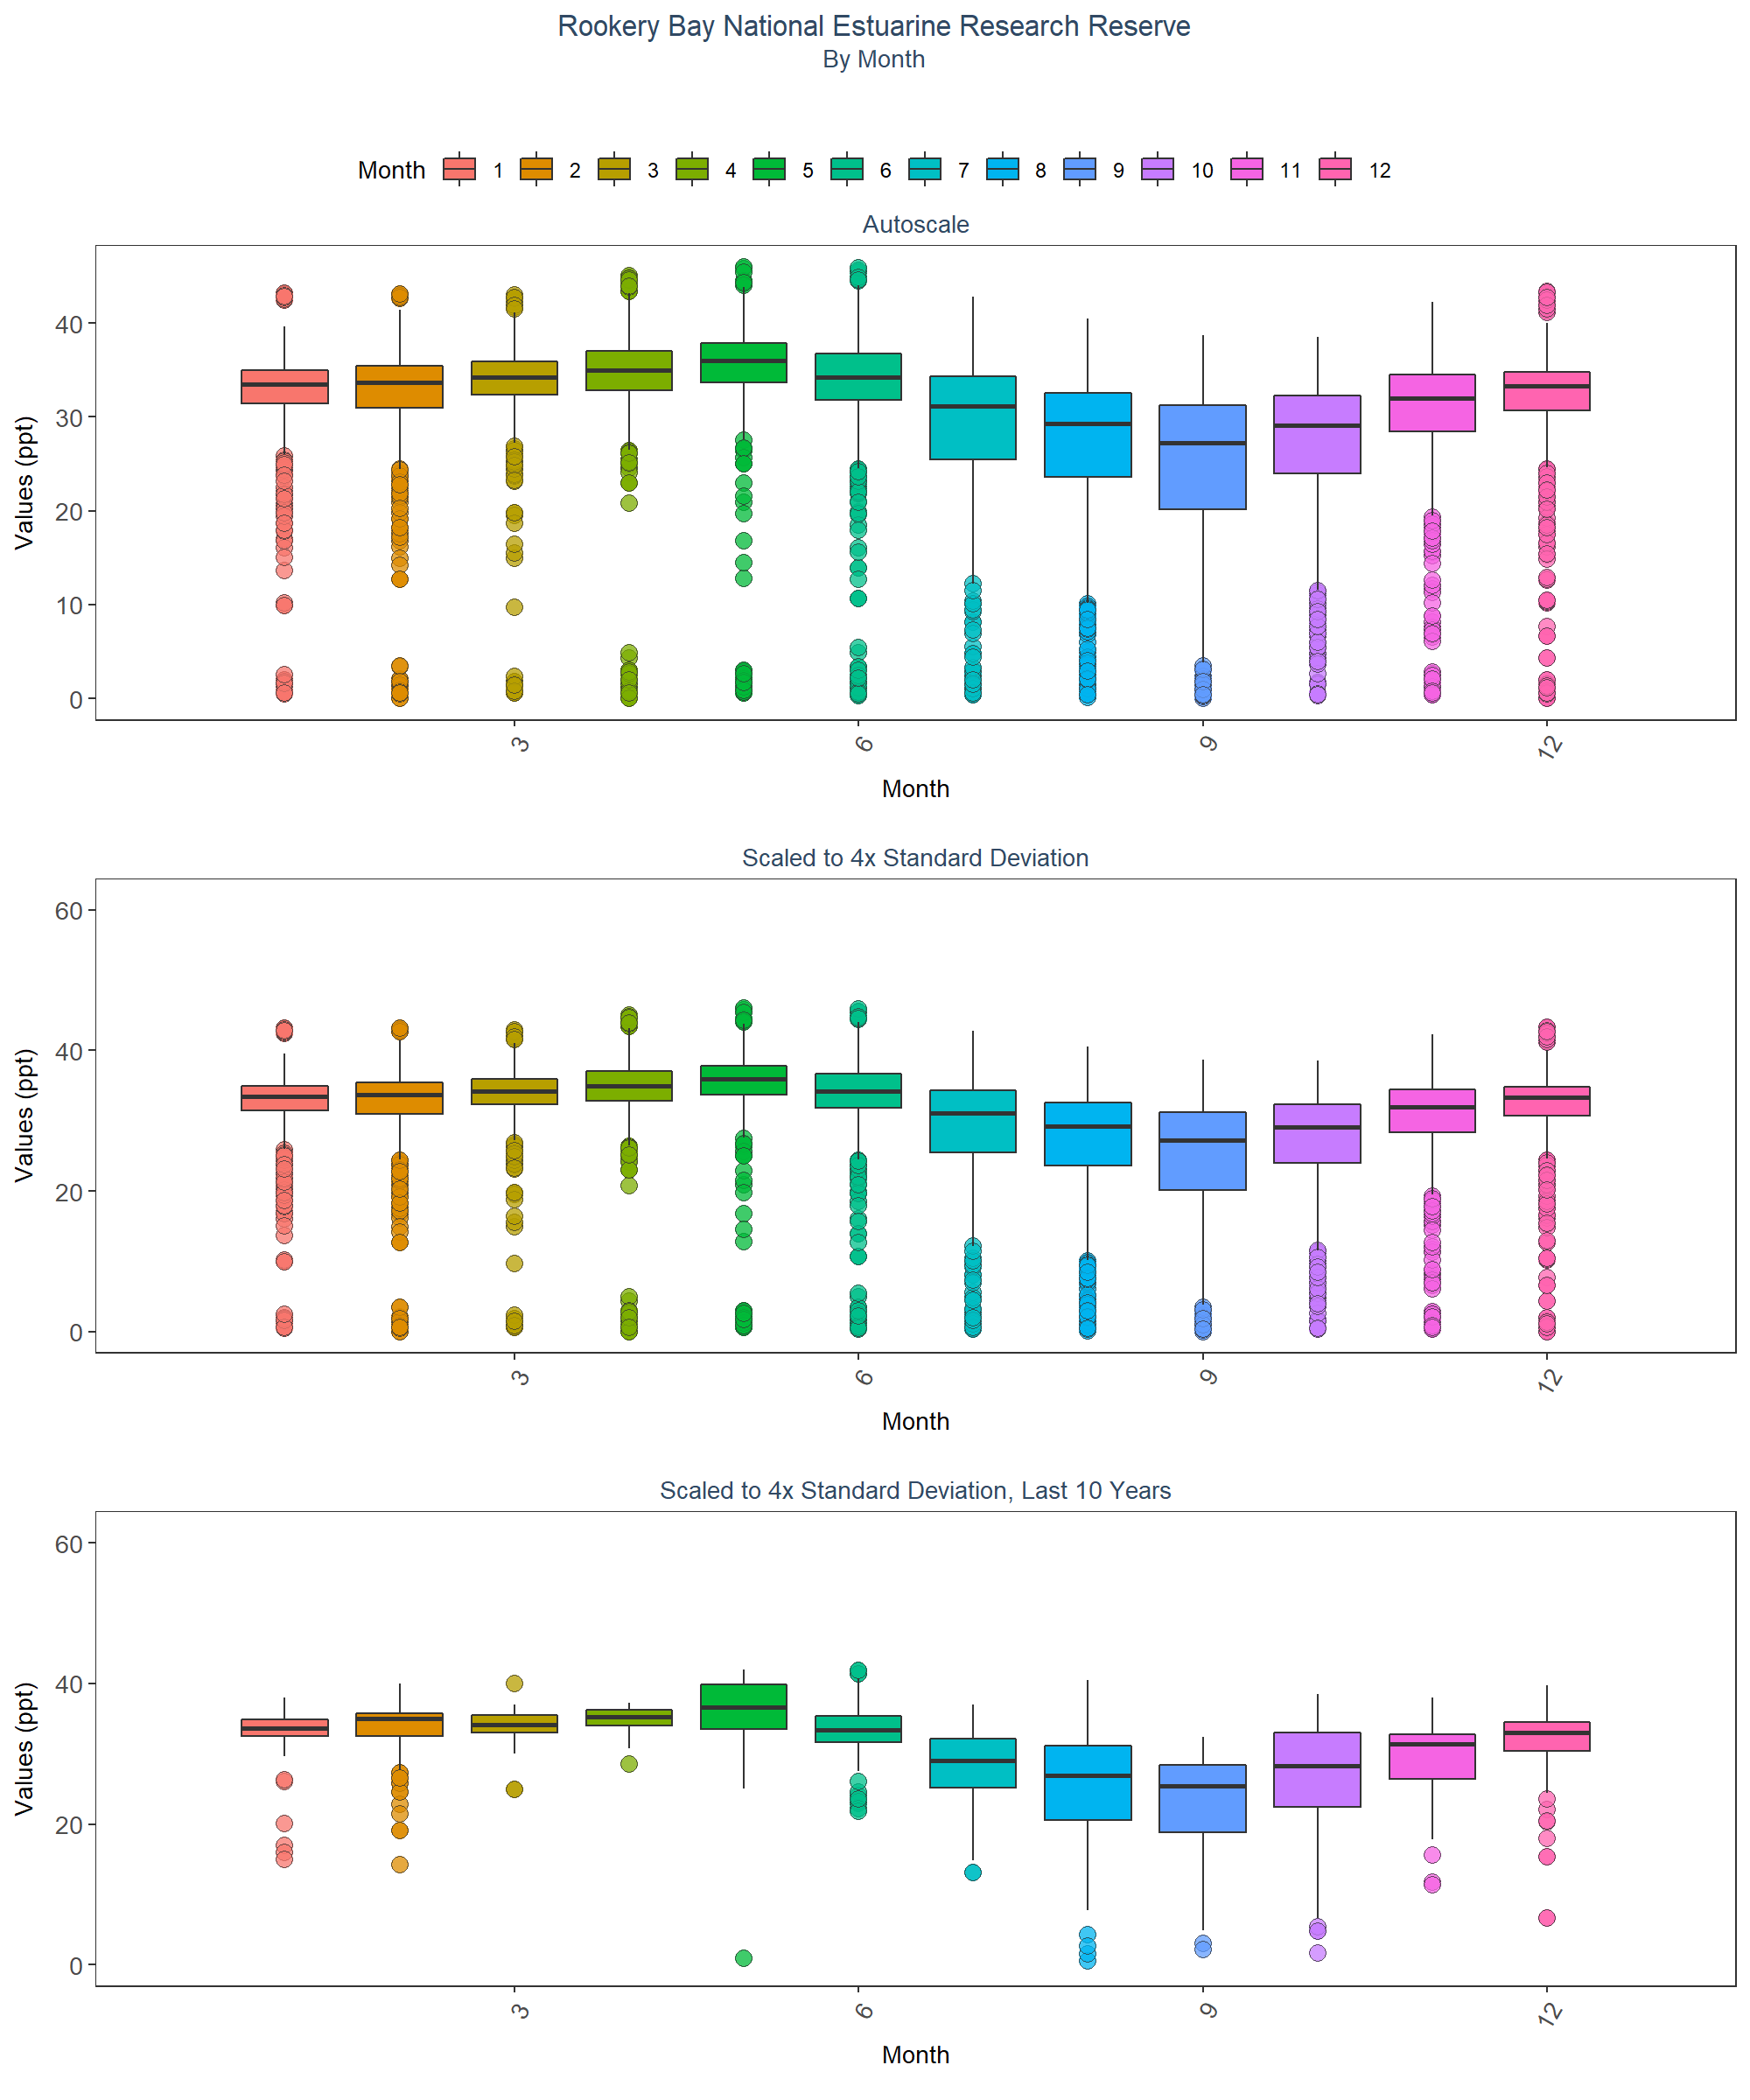 Rookery Bay National Estuarine Research Reserve
By Month
Month 1 2 3 4 5 6 7 8 9 10 11 12
Autoscale
Values (ppt)
40
30
20
10
0
3 6 9 12
Month
Scaled to 4x Standard Deviation
Values (ppt)
60
40
20
0
3 6 9 12
Month
Scaled to 4x Standard Deviation, Last 10 Years
Values (ppt)
60
40
20
0
3 6 9 12
Month